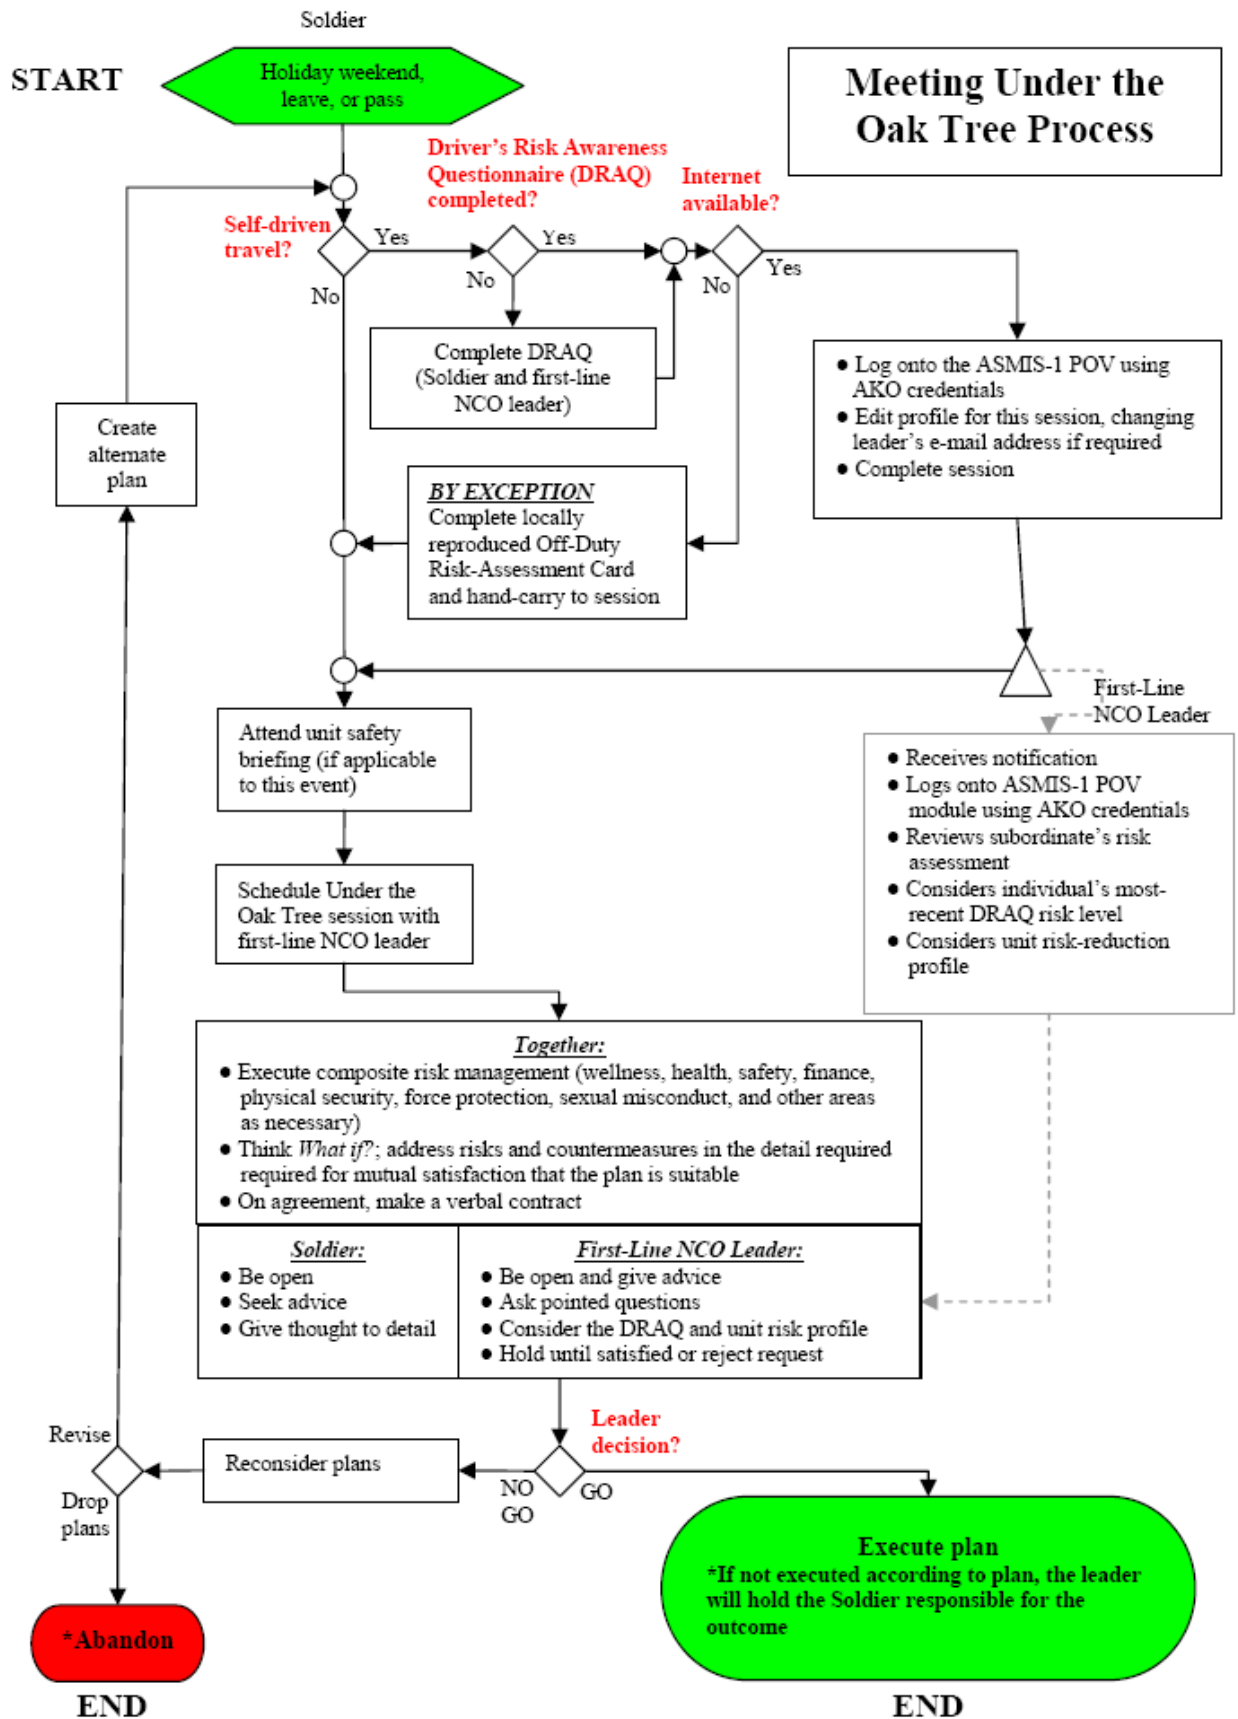 Soldier
START
Holiday weekend,
leave, or pass
Meeting Under the
Oak Tree Process
Driver’s Risk Awareness
Questionnaire (DRAQ)
completed?
Internet
available?
Self-driven
travel?
Yes
Yes
Yes
No
No
No
Complete DRAQ
(Soldier and first-line
NCO leader)
● Log onto the ASMIS-1 POV using
AKO credentials
● Edit profile for this session, changing
leader’s e-mail address if required
● Complete session
Create
alternate
plan
BY EXCEPTION
Complete locally
reproduced Off-Duty
Risk-Assessment Card
and hand-carry to session
First-Line
NCO Leader
Attend unit safety
briefing (if applicable
to this event)
● Receives notification
● Logs onto ASMIS-1 POV
module using AKO credentials
● Reviews subordinate’s risk
assessment
● Considers individual’s most-
recent DRAQ risk level
● Considers unit risk-reduction
profile
Schedule Under the
Oak Tree session with
first-line NCO leader
Together:
● Execute composite risk management (wellness, health, safety, finance,
physical security, force protection, sexual misconduct, and other areas
as necessary)
● Think What if?; address risks and countermeasures in the detail required
required for mutual satisfaction that the plan is suitable
● On agreement, make a verbal contract
Soldier:
● Be open
● Seek advice
● Give thought to detail
First-Line NCO Leader:
● Be open and give advice
● Ask pointed questions
● Consider the DRAQ and unit risk profile
● Hold until satisfied or reject request
Leader
decision?
Revise
Reconsider plans
NO
GO
GO
Drop
plans
Execute plan
*If not executed according to plan, the leader
will hold the Soldier responsible for the
outcome
*Abandon
END
END